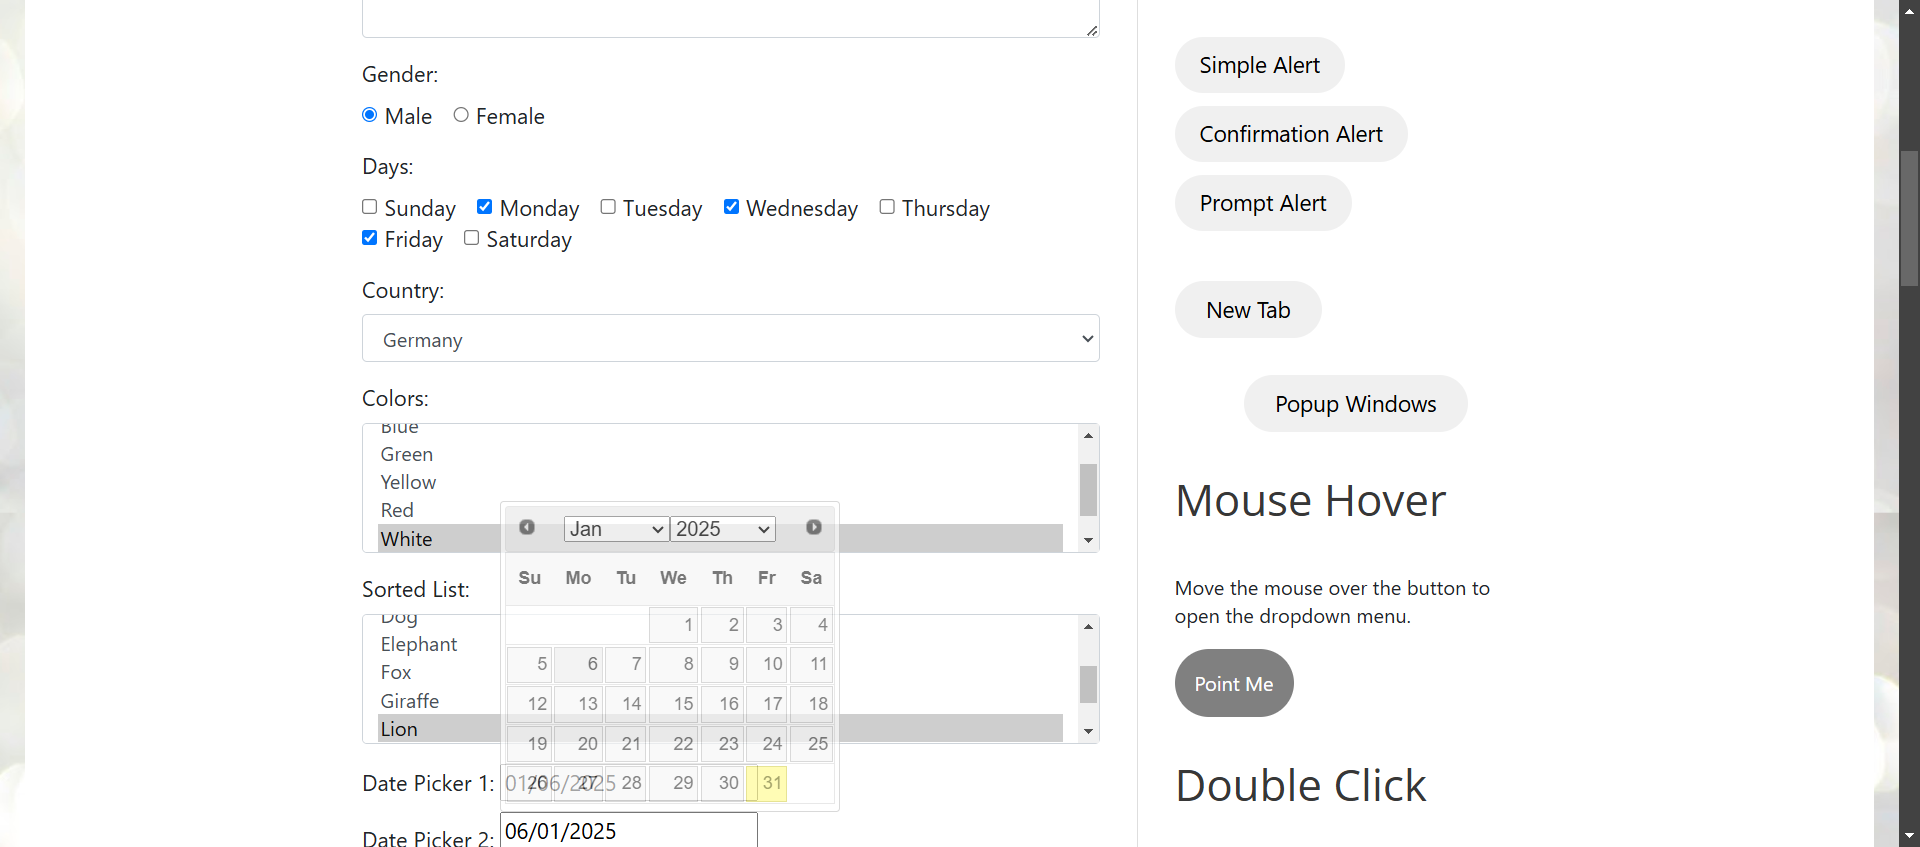 Gender:
Male Female
Days:
Sunday Monday Tuesday Wednesday Thursday
Friday Saturday
Country:
Germany
Colors:
Blue
Green
Yellow
Red
White
Sorted List:
Dog
Elephant
Fox
Giraffe
Lion
Jan 2025
Su Mo Tu We Th Fr Sa
1 2 3 4
5 6 7 8 9 10 11
12 13 14 15 16 17 18
19 20 21 22 23 24 25
26 27 28 29 30 31
Date Picker 1: 01/06/2025
Date Picker 2: 06/01/2025
Simple Alert
Confirmation Alert
Prompt Alert
New Tab
Popup Windows
Mouse Hover
Move the mouse over the button to
open the dropdown menu.
Point Me
Double Click